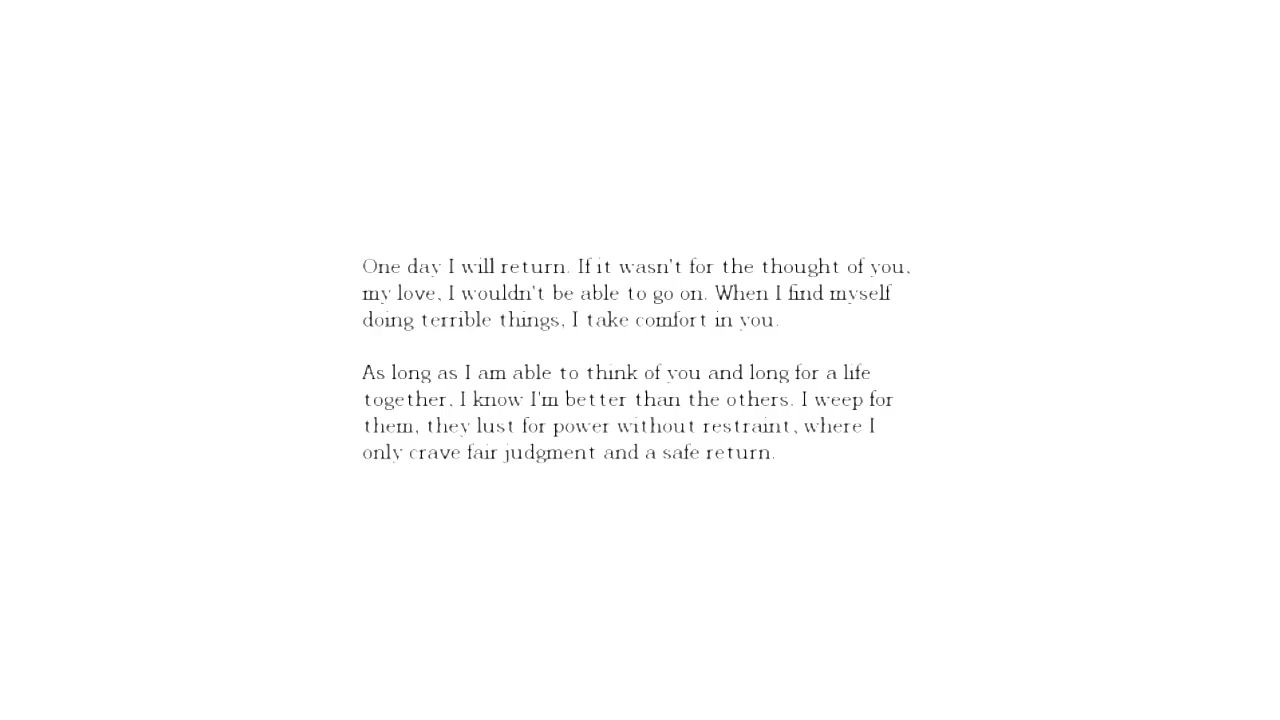 One day I will return. If it wasn't for the thought of you,
my love, I wouldn't be able to go on. When I find myself
doing terrible things, I take comfort in you.
As long as I am able to think of you and long for a life
together, I know I'm better than the others. I weep for
them, they lust for power without restraint, where I
only crave fair judgment and a safe return.